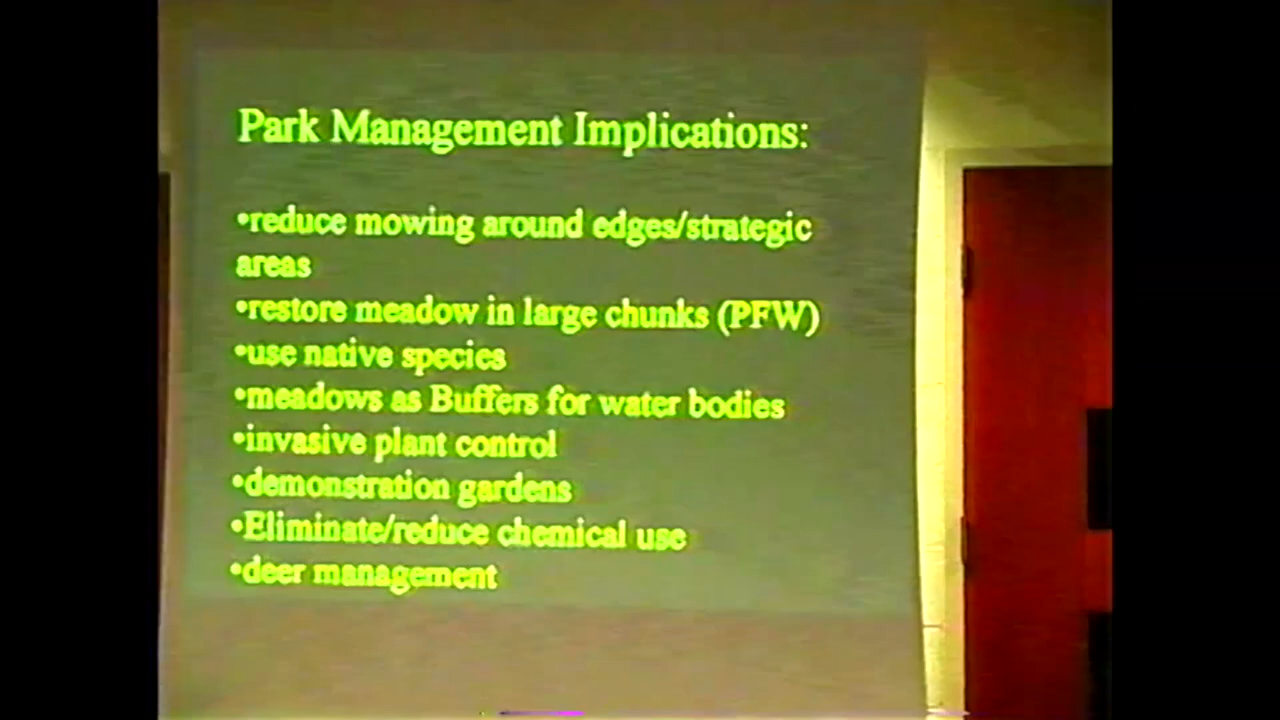 Park Management Implications:
•reduce mowing around edges/strategic
areas
•restore meadow in large chunks (PFW)
•use native species
•meadows as Buffers for water bodies
•invasive plant control
•demonstration gardens
•Eliminate/reduce chemical use
•deer management